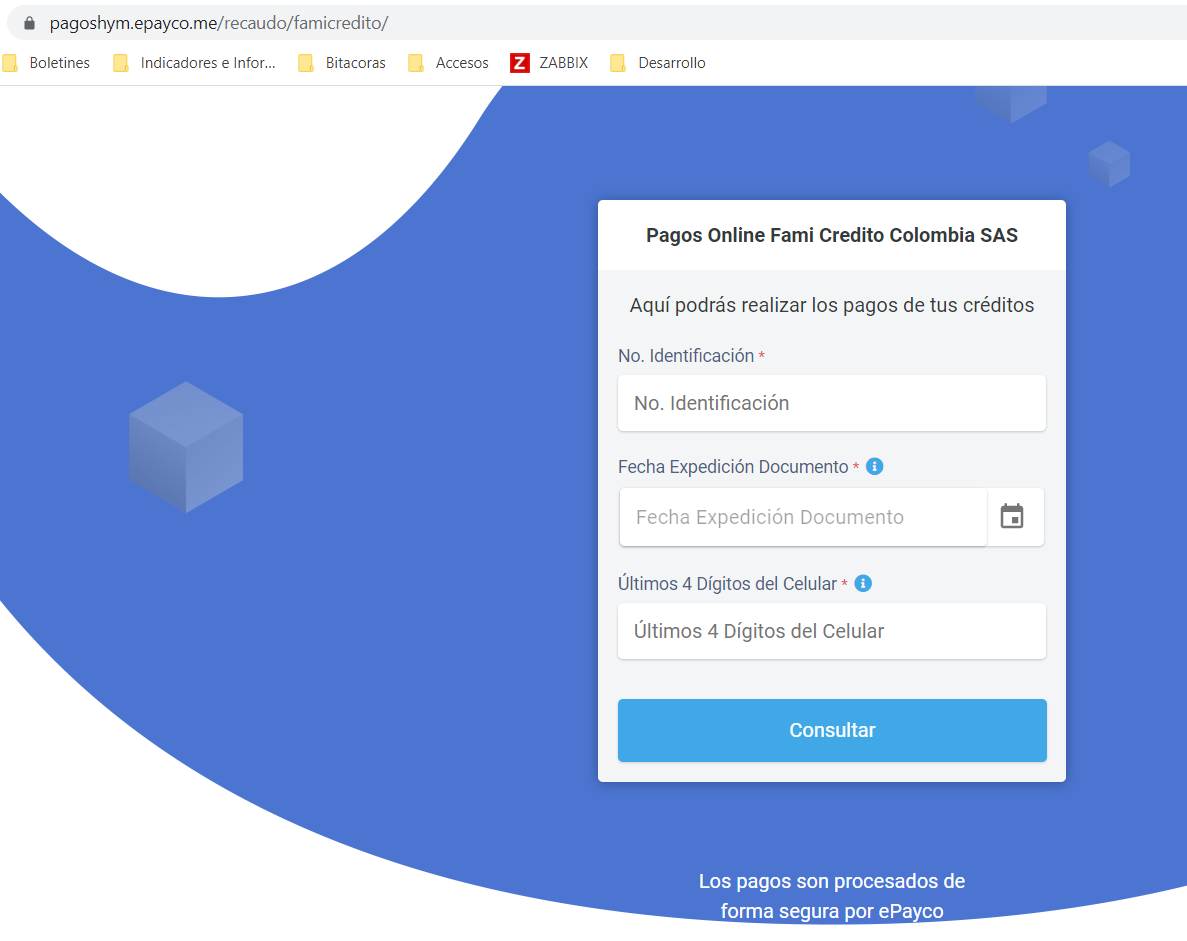 pagoshym.epayco.me/recaudo/famicredito/
Boletines Indicadores e Infor... Bitacoras Accesos Z ZABBIX Desarrollo
Pagos Online Fami Credito Colombia SAS
Aquí podrás realizar los pagos de tus créditos
No. Identificación *
No. Identificación
Fecha Expedición Documento * i
Fecha Expedición Documento
Últimos 4 Dígitos del Celular * i
Últimos 4 Dígitos del Celular
Consultar
Los pagos son procesados de
forma segura por ePayco